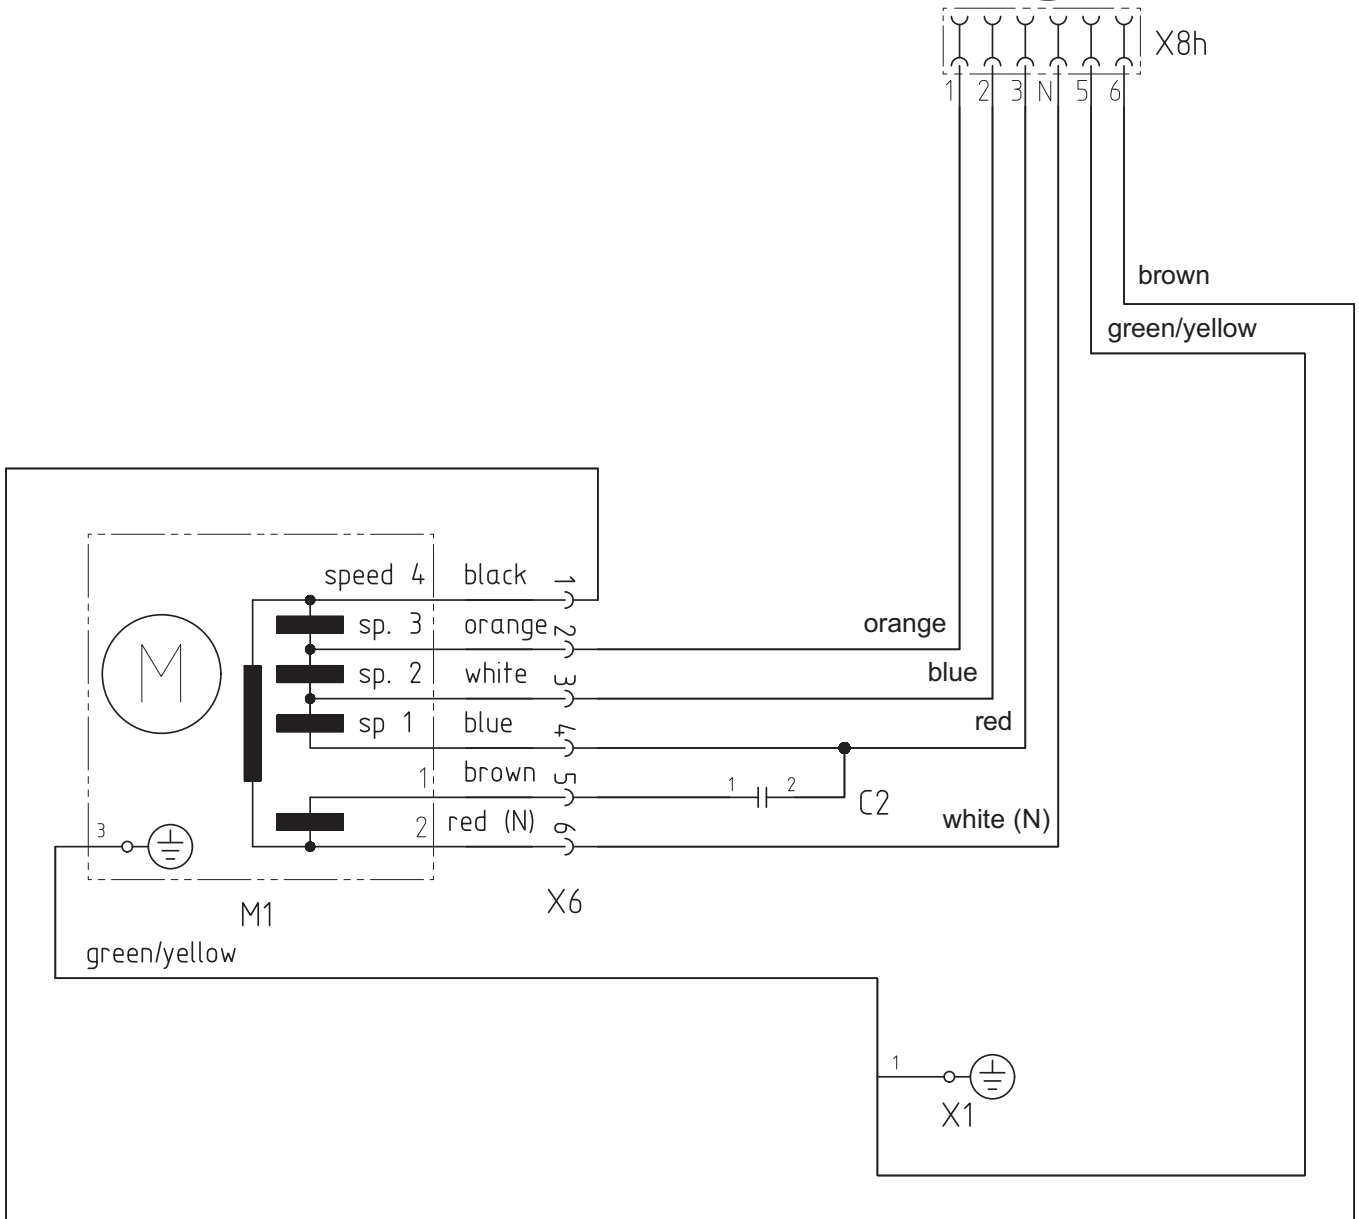 X8h
1 2 3 N 5 6
brown
green/yellow
speed 4 black 1
sp. 3 orange 2 orange
sp. 2 white 3 blue
sp 1 blue 4 red
1 brown 5 1 2 C2
2 red (N) 6 white (N)
M
3
M1
X6
green/yellow
1
X1